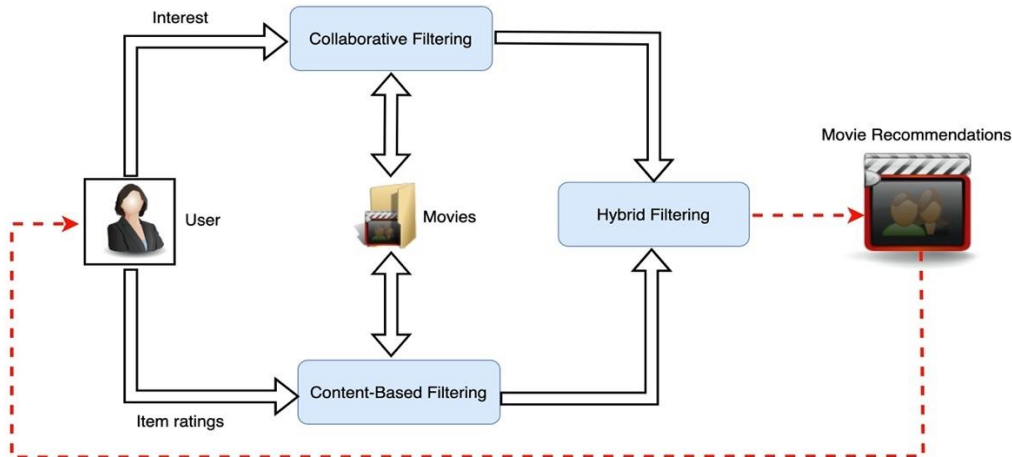 Interest
Collaborative Filtering
Movie Recommendations
User
Movies
Hybrid Filtering
Content-Based Filtering
Item ratings